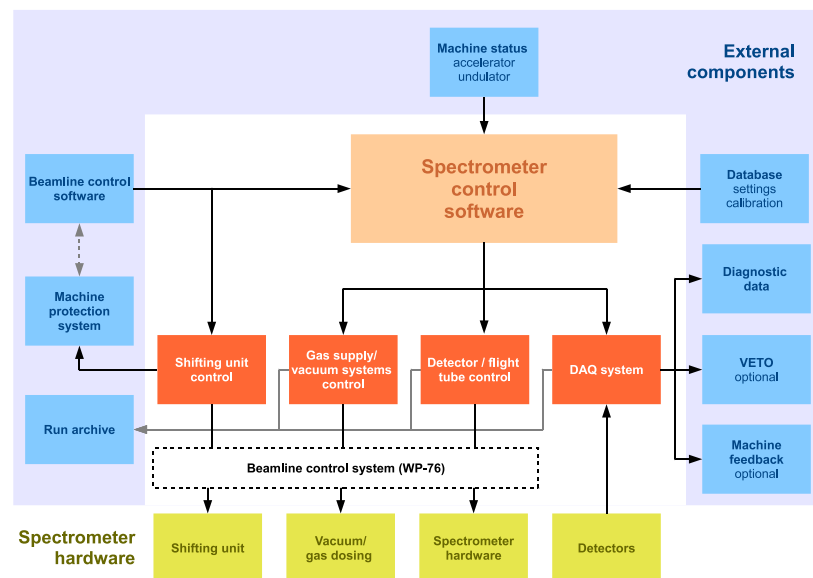 Machine status
accelerator
undulator
External
components
Spectrometer
control
software
Beamline control
software
Database
settings
calibration
Machine
protection
system
Diagnostic
data
Shifting unit
control
Gas supply/
vacuum systems
control
Detector / flight
tube control
DAQ system
VETO
optional
Run archive
Beamline control system (WP-76)
Machine
feedback
optional
Spectrometer
hardware
Shifting unit
Vacuum/
gas dosing
Spectrometer
hardware
Detectors